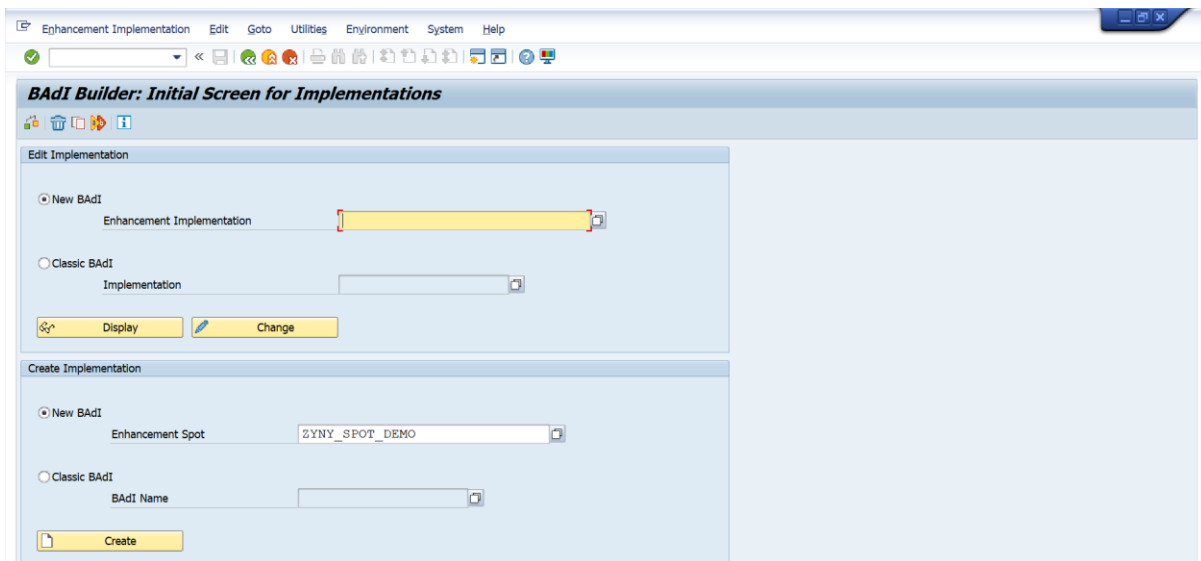 Enhancement Implementation Edit Goto Utilities Environment System Help
BAdI Builder: Initial Screen for Implementations
Edit Implementation
New BAdI
Enhancement Implementation
Classic BAdI
Implementation
Display Change
Create Implementation
New BAdI
Enhancement Spot ZYNY_SPOT_DEMO
Classic BAdI
BAdI Name
Create